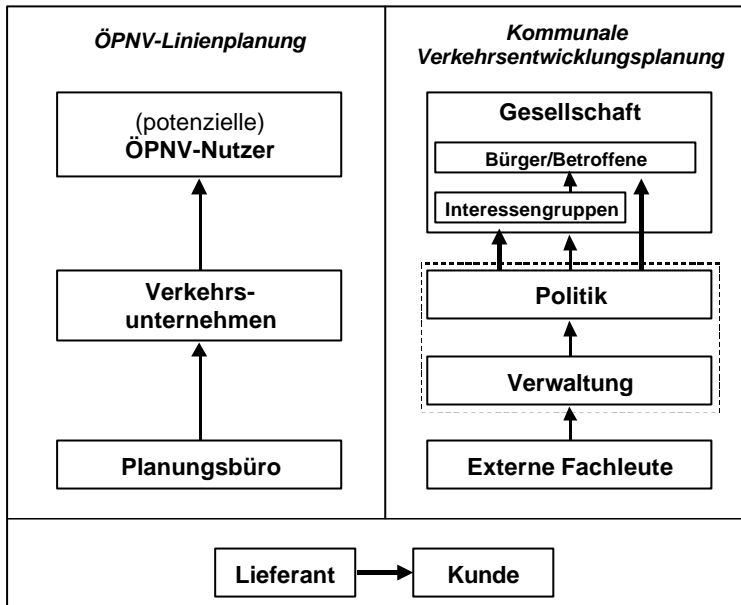 ÖPNV-Linienplanung
(potenzielle)
ÖPNV-Nutzer
Verkehrs-
unternehmen
Planungsbüro
Kommunale
Verkehrsentwicklungsplanung
Gesellschaft
Bürger/Betroffene
Interessengruppen
Politik
Verwaltung
Externe Fachleute
Lieferant
Kunde